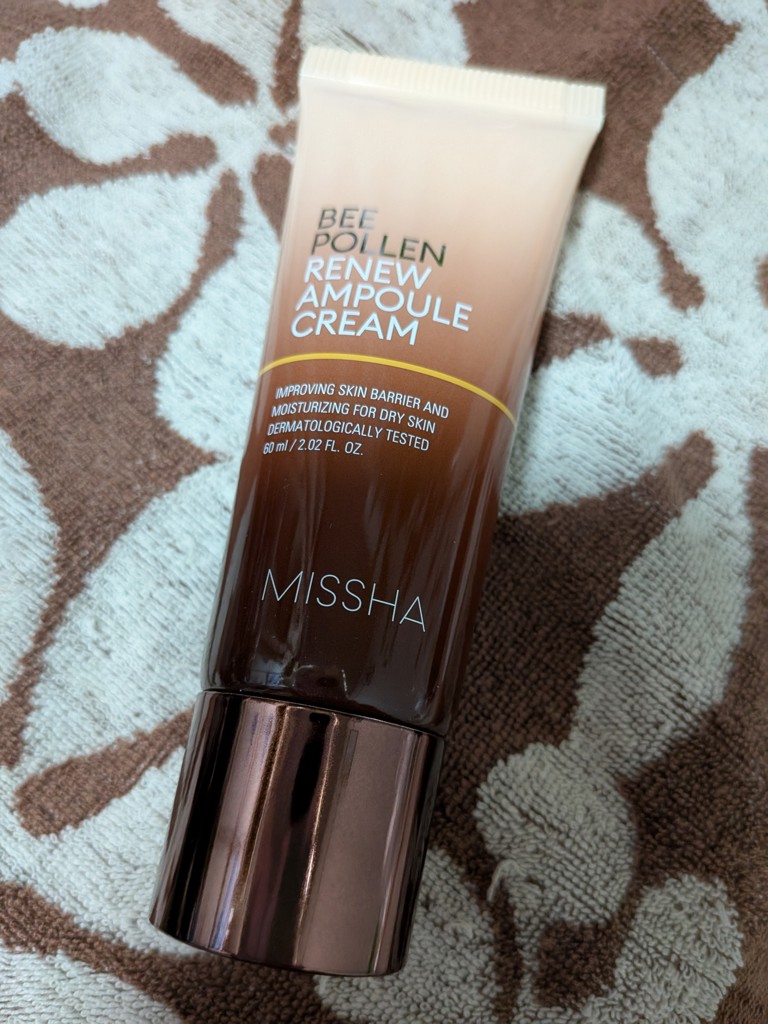 BEE
POLLEN
RENEW
AMPOULE
CREAM
IMPROVING SKIN BARRIER AND
MOISTURIZING FOR DRY SKIN
DERMATOLOGICALLY TESTED
60 ml / 2.02 FL. OZ.
MISSHA